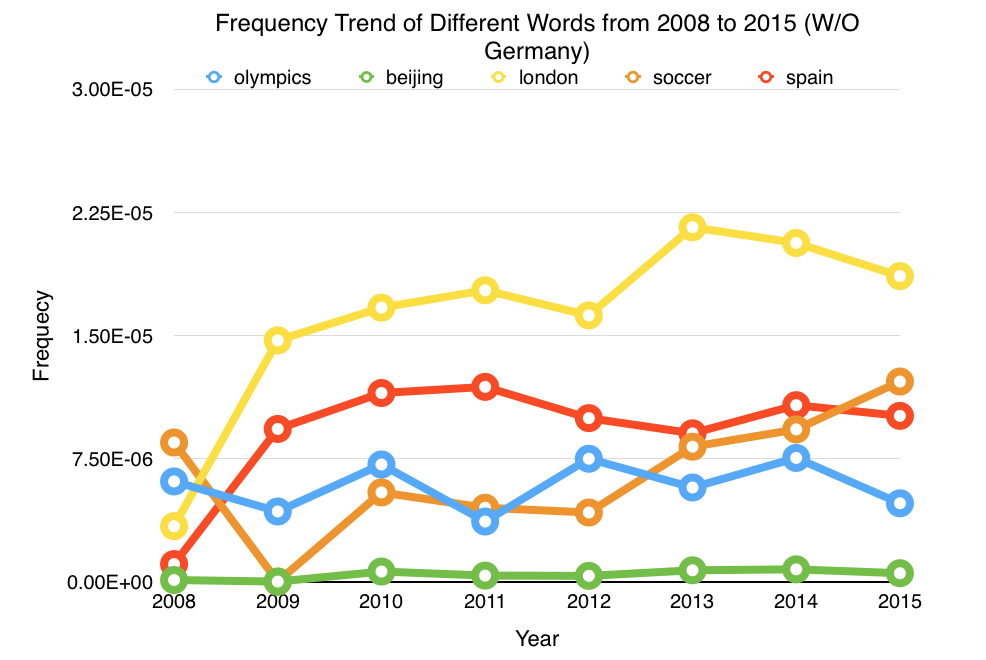 Frequency Trend of Different Words from 2008 to 2015 (W/O
Germany)
olympics beijing london soccer spain
3.00E-05
2.25E-05
1.50E-05
7.50E-06
0.00E+00
Frequecy
2008 2009 2010 2011 2012 2013 2014 2015
Year